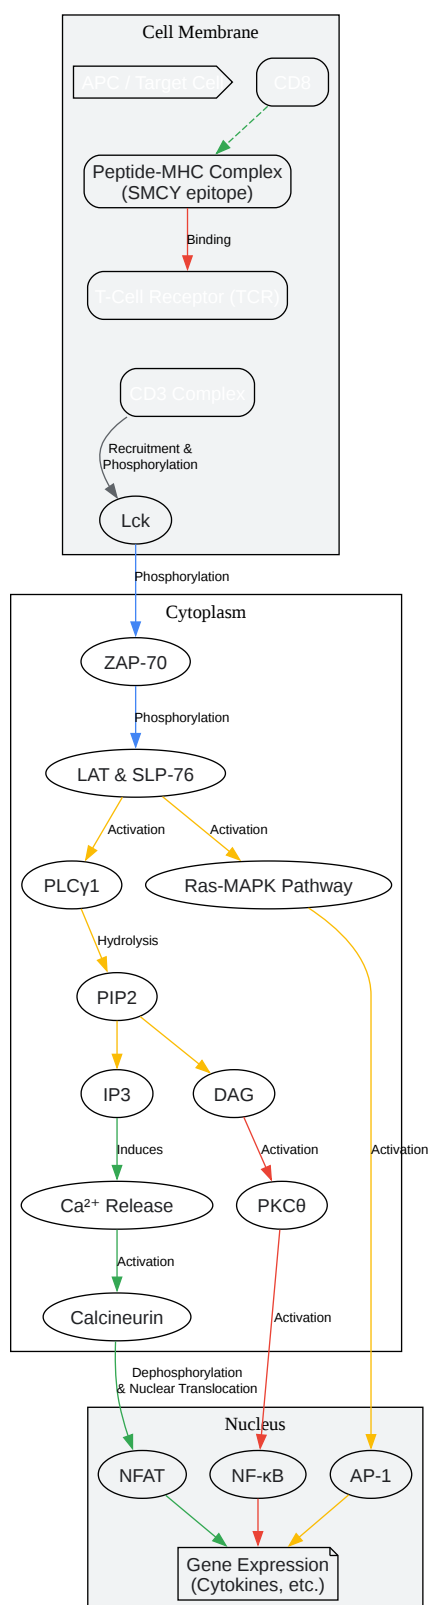 Cell Membrane
APC / Target Cell
CD8
Peptide-MHC Complex
(SMCY epitope)
Binding
T-Cell Receptor (TCR)
CD3 Complex
Recruitment &
Phosphorylation
Lck
Phosphorylation
Cytoplasm
ZAP-70
Phosphorylation
LAT & SLP-76
Activation
Activation
PLCγ1
Ras-MAPK Pathway
Hydrolysis
PIP2
IP3
DAG
Induces
Activation
Activation
Ca²⁺ Release
PKCθ
Activation
Activation
Calcineurin
Dephosphorylation
& Nuclear Translocation
Nucleus
NFAT
NF-κB
AP-1
Gene Expression
(Cytokines, etc.)